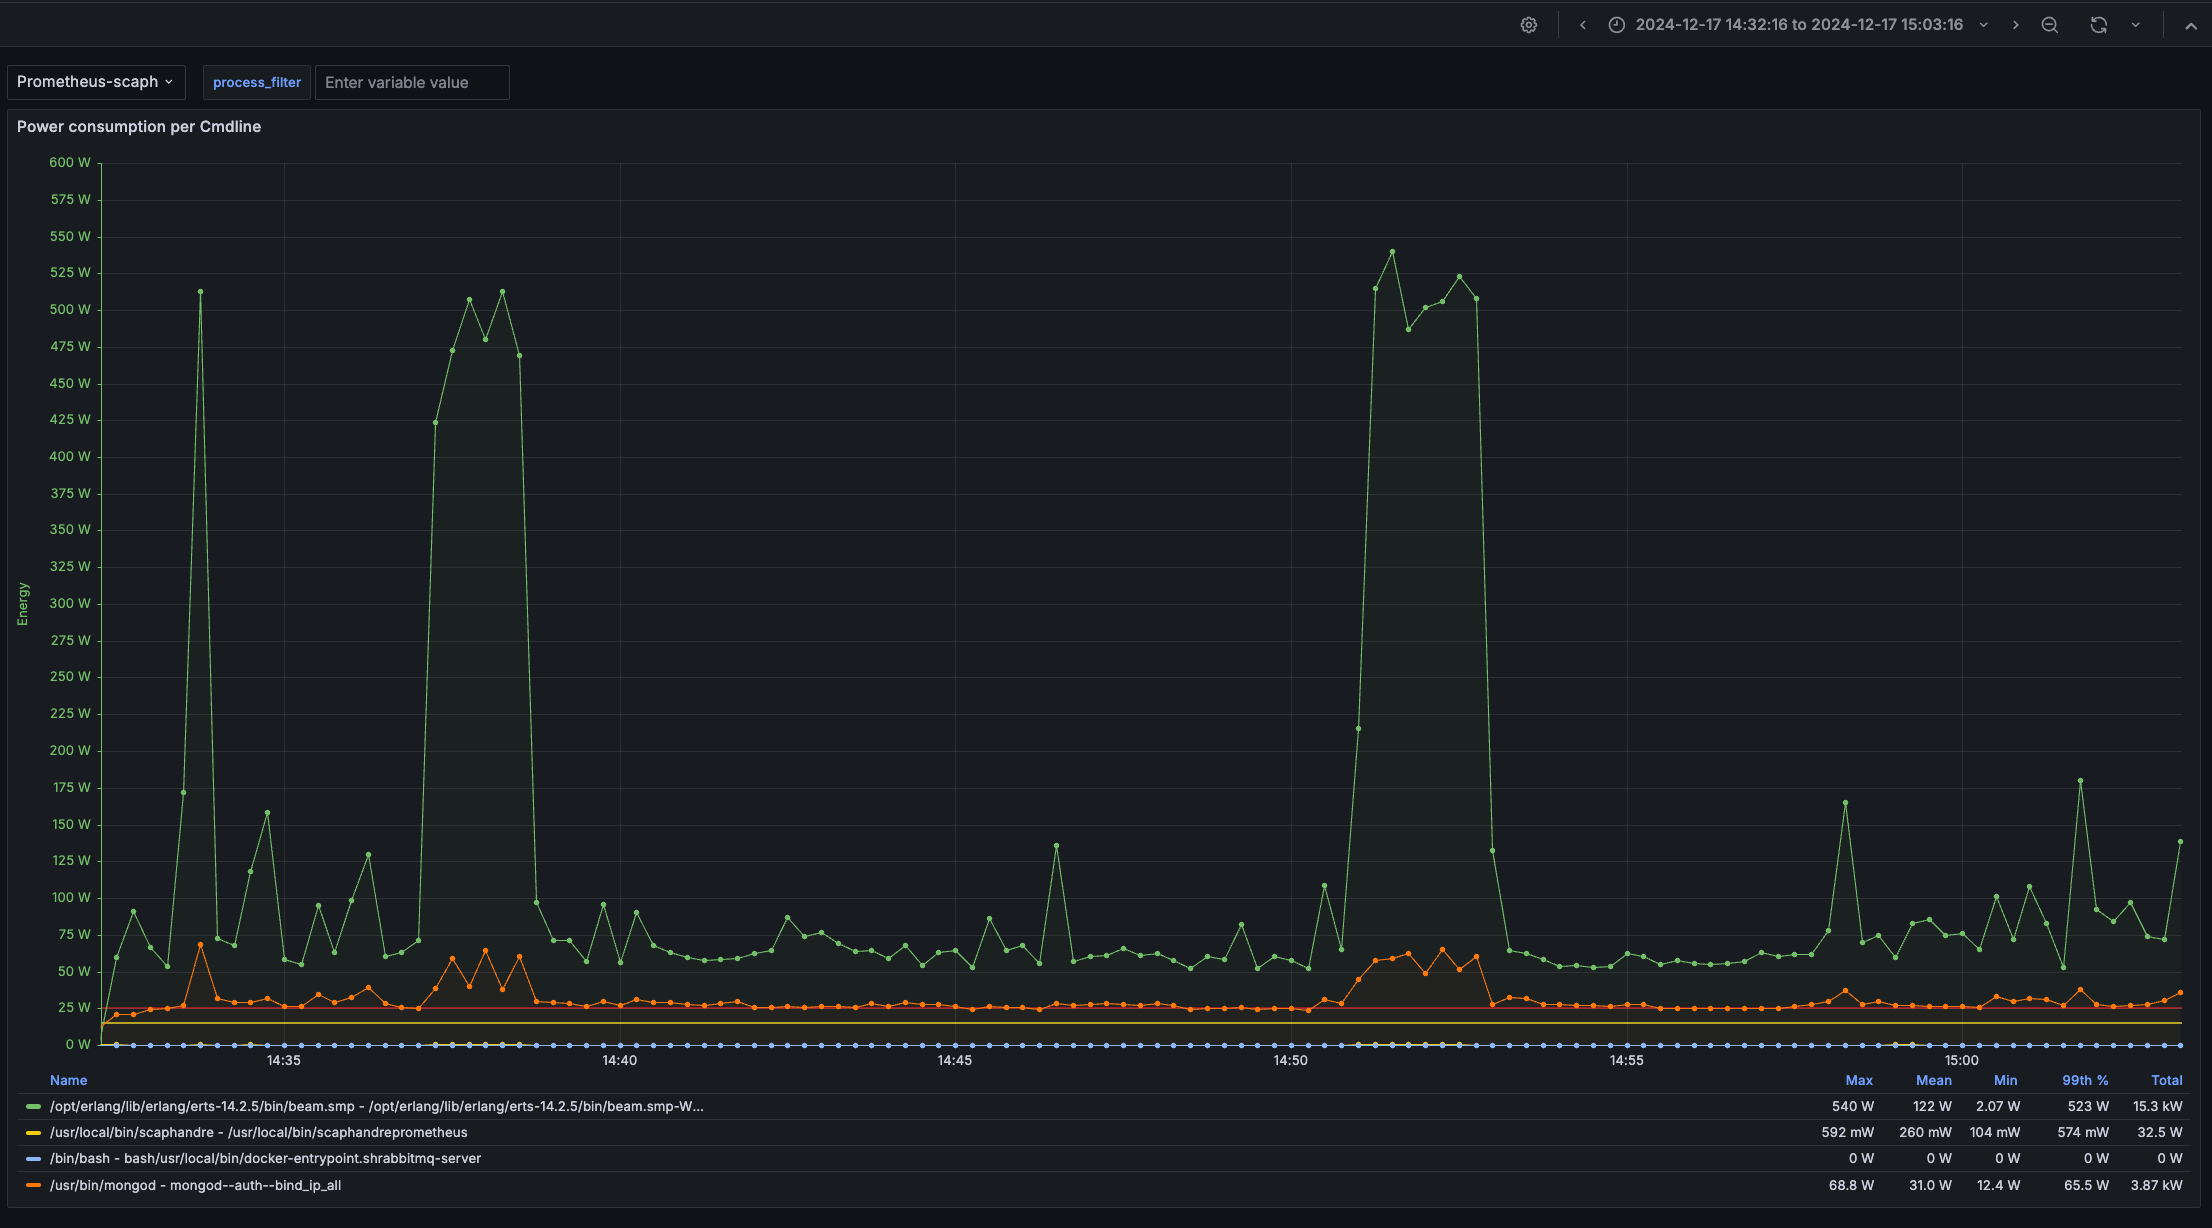 2024-12-17 14:32:16 to 2024-12-17 15:03:16
Prometheus-scaph process_filter Enter variable value
Power consumption per Cmdline
600 W
575 W
550 W
525 W
500 W
475 W
450 W
425 W
400 W
375 W
350 W
325 W
300 W
275 W
250 W
225 W
200 W
175 W
150 W
125 W
100 W
75 W
50 W
25 W
0 W
Energy
14:35 14:40 14:45 14:50 14:55 15:00
Name Max Mean Min 99th % Total
/opt/erlang/lib/erlang/erts-14.2.5/bin/beam.smp - /opt/erlang/lib/erlang/erts-14.2.5/bin/beam.smp-W... 540 W 122 W 2.07 W 523 W 15.3 kW
/usr/local/bin/scaphandre - /usr/local/bin/scaphandreprometheus 592 mW 260 mW 104 mW 574 mW 32.5 W
/bin/bash - bash/usr/local/bin/docker-entrypoint.shrabbitmq-server 0 W 0 W 0 W 0 W 0 W
/usr/bin/mongod - mongod--auth--bind_ip_all 68.8 W 31.0 W 12.4 W 65.5 W 3.87 kW